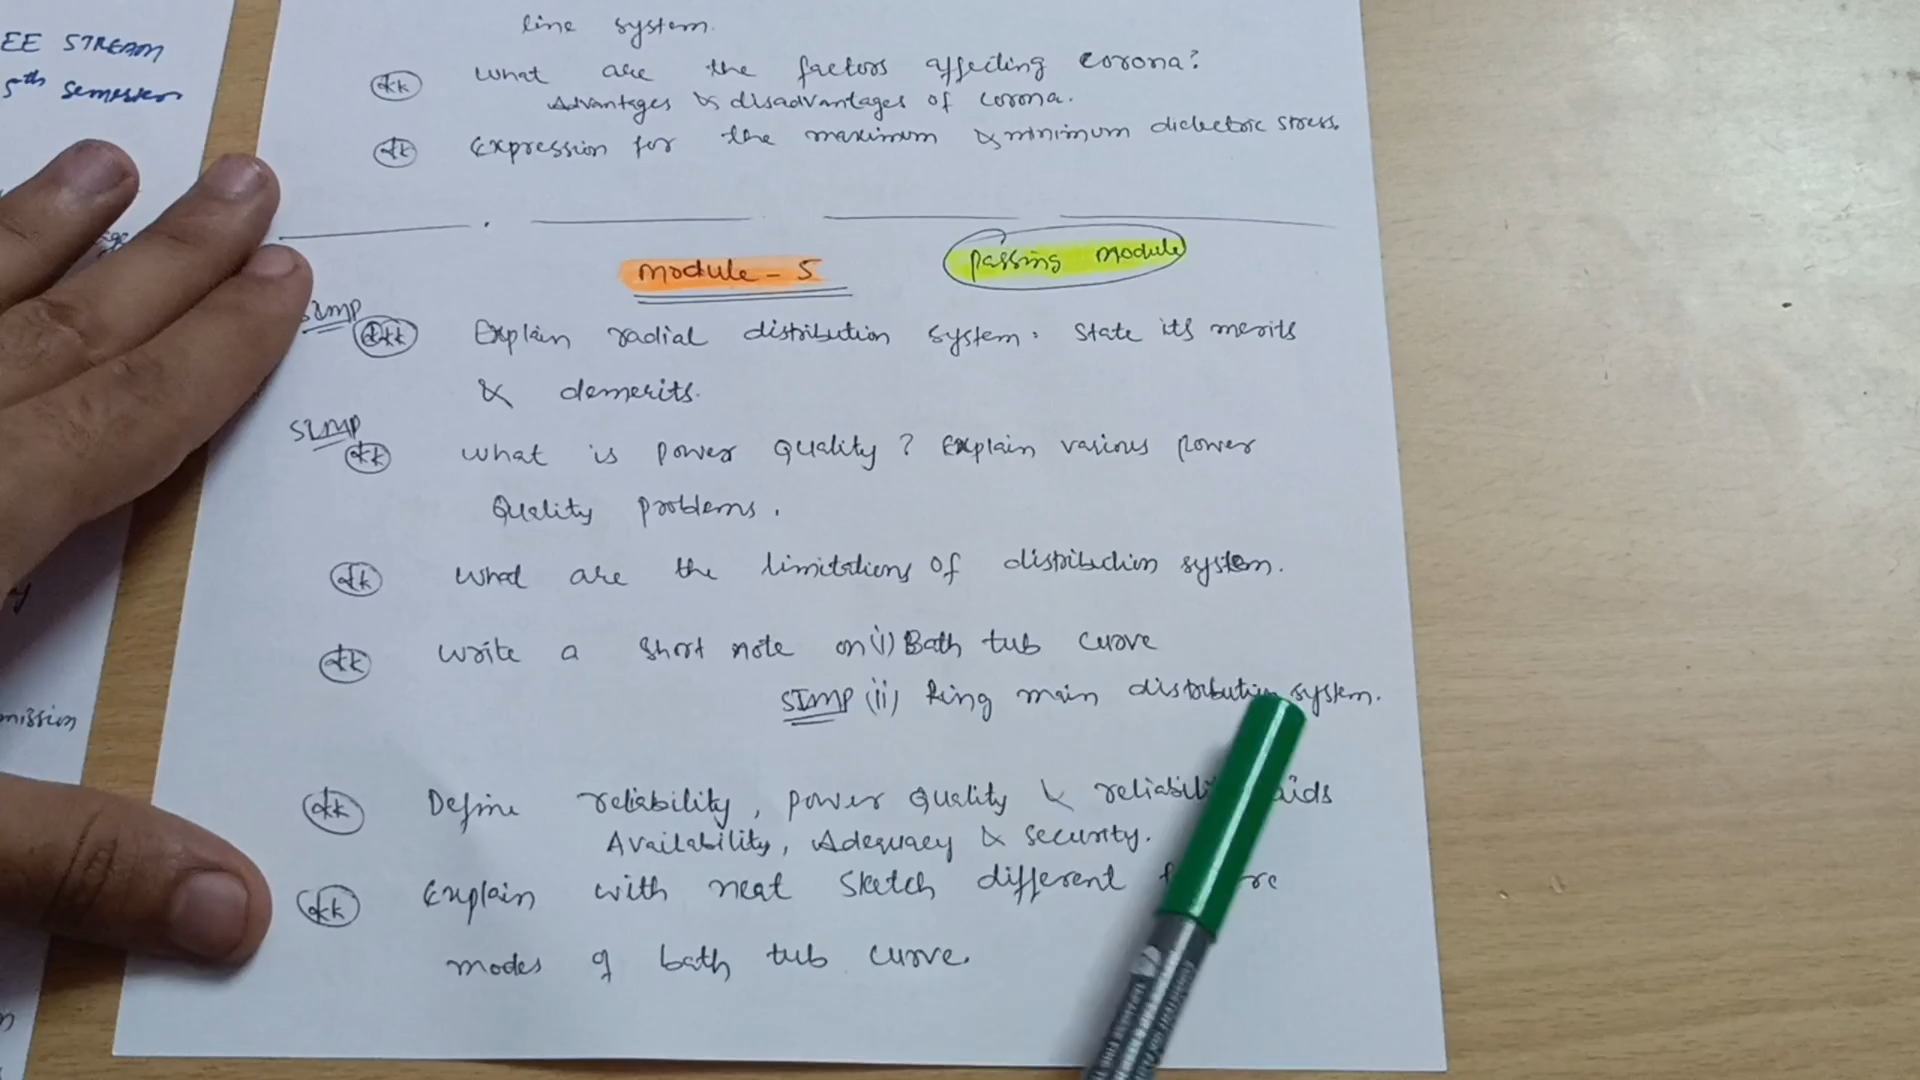 EE STREAM
5th semester
line system.
What are the factors affecting corona?
Advantages & disadvantages of corona.
Expression for the maximum & minimum dielectric stress.
Module - 5
Passing module
SIMP
Explain radial distribution system. State its merits
& demerits.
SIMP
What is power quality? Explain various power
Quality problems.
What are the limitations of distribution system.
Write a short note on (i) Bath tub curve
SIMP (ii) Ring main distribution system.
Define reliability, power quality & aids
Availability, Adequacy & security.
Explain with neat sketch different
modes of bath tub curve.